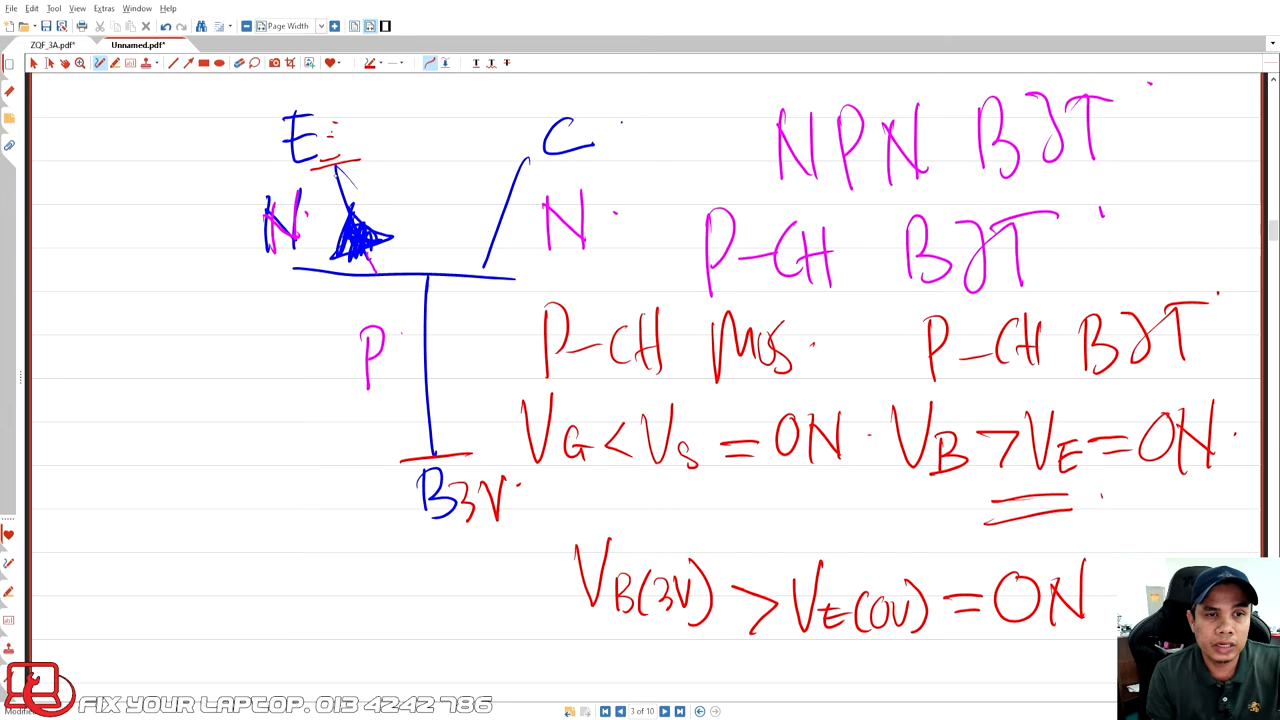 File Edit Tool View Extras Window Help
Page Width
ZQF_3A.pdf* Unnamed.pdf*
E C NPN BJT
N N P-CH BJT
P P-CH MOS P-CH BJT
VG < VS = ON VB > VE = ON
B 3V
VB(3V) > VE(0V) = ON
FIX YOUR LAPTOP. 013 4242 786
3 of 10